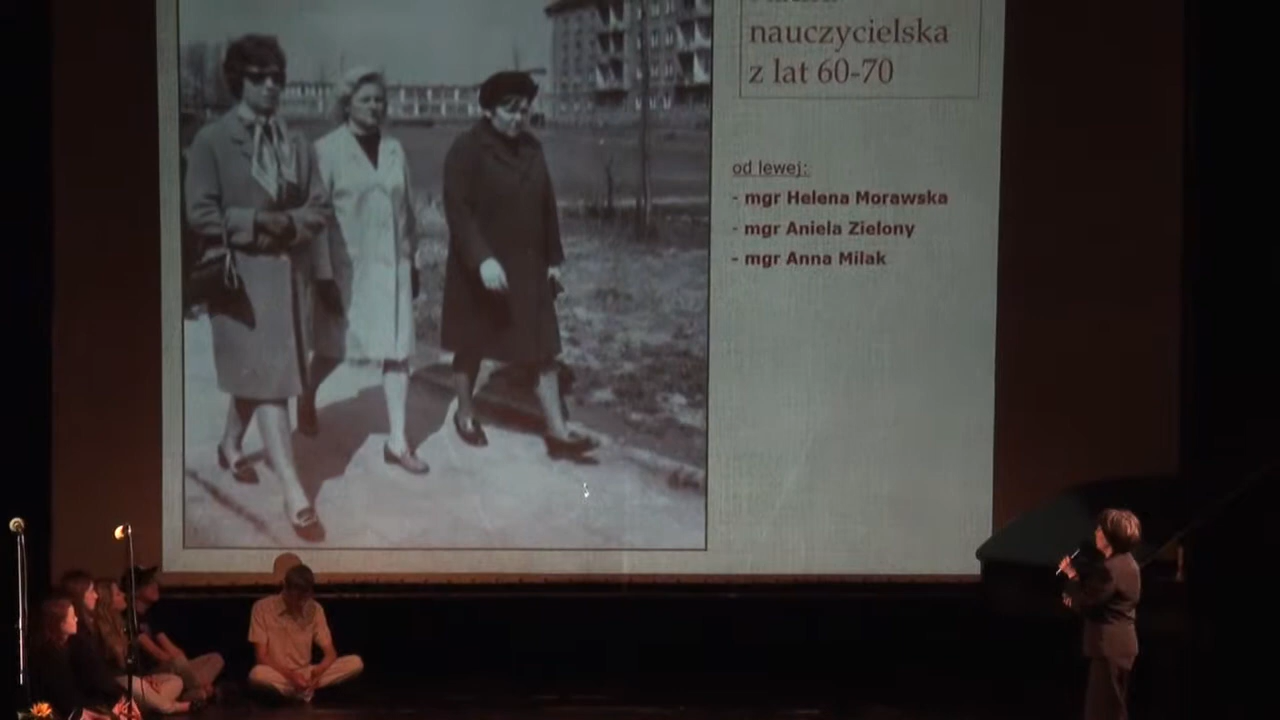 nauczycielska
z lat 60-70
od lewej:
- mgr Helena Morawska
- mgr Aniela Zielony
- mgr Anna Milak